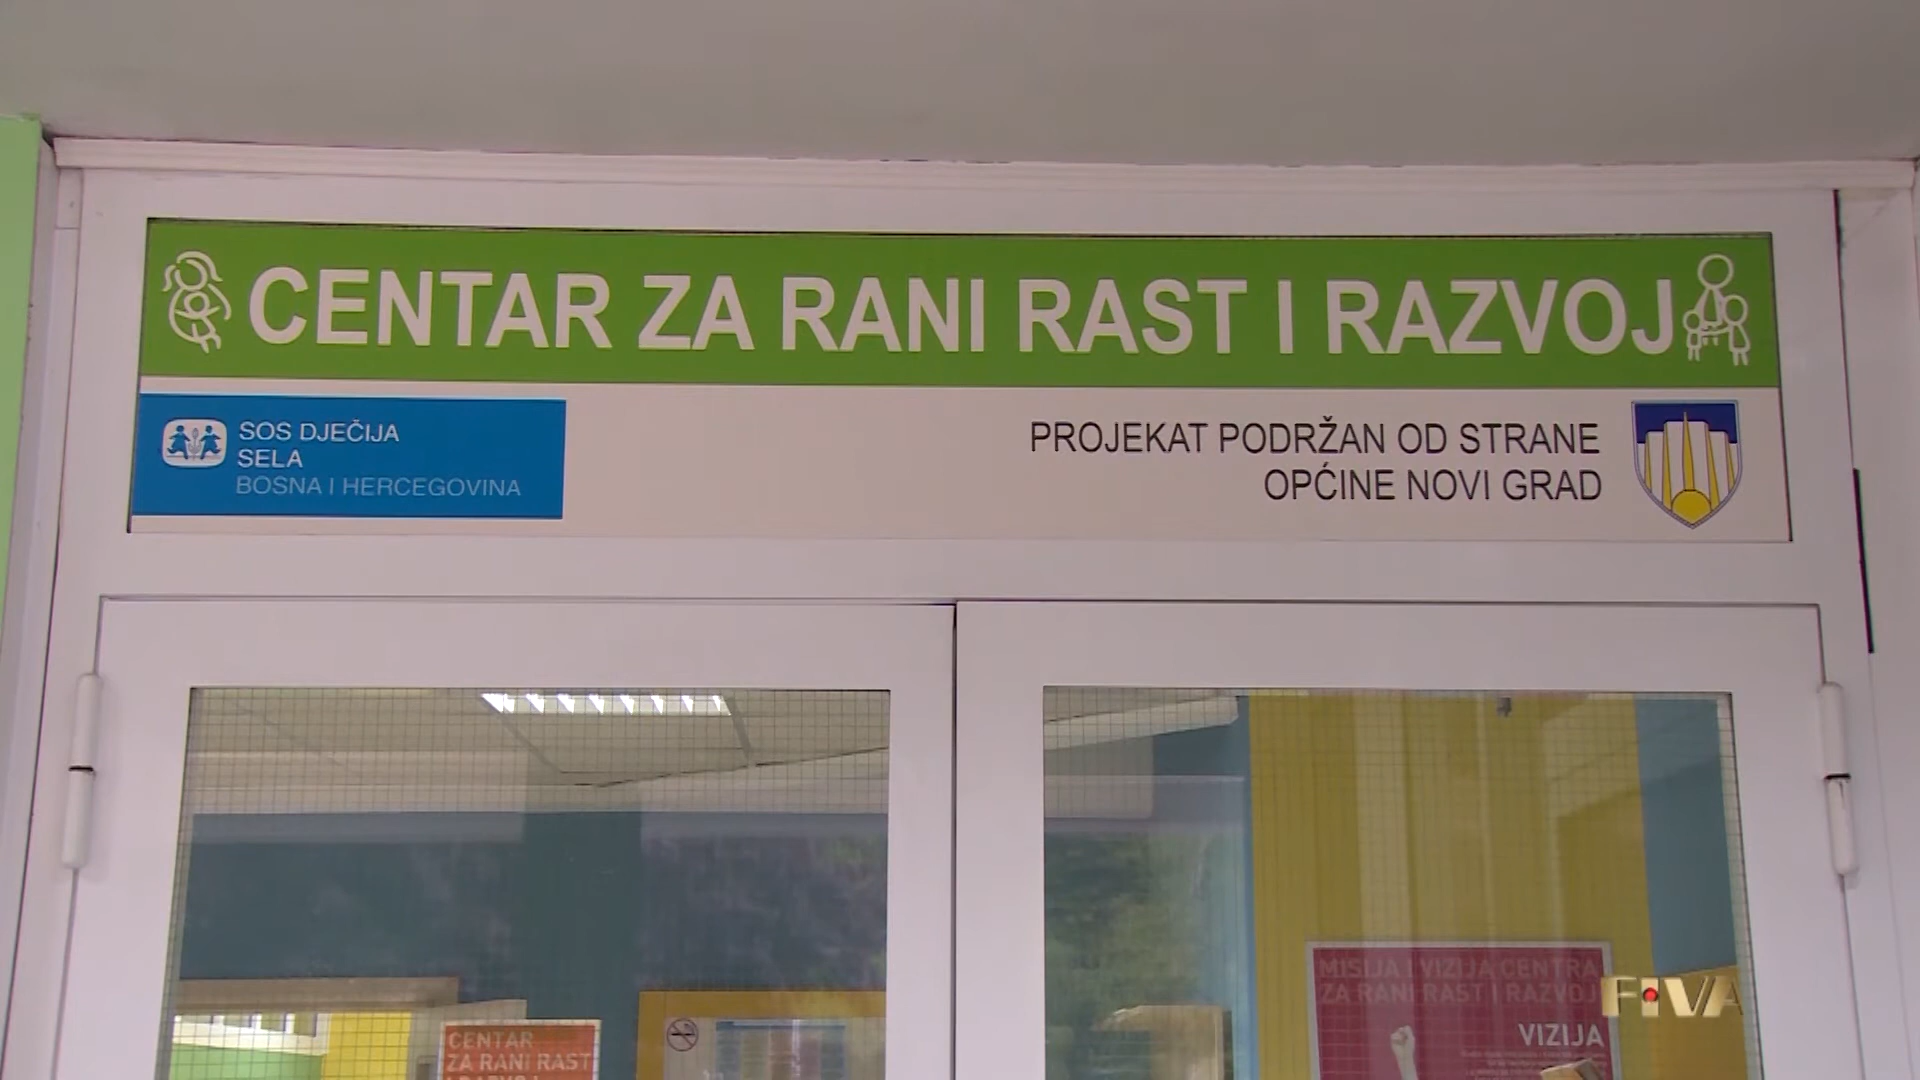 CENTAR ZA RANI RAST I RAZVOJ
SOS DJEČIJA
SELA
BOSNA I HERCEGOVINA
PROJEKAT PODRŽAN OD STRANE
OPĆINE NOVI GRAD
MISIJA I VIZIJA CENTRA
ZA RANI RAST I RAZVOJ
VIZIJA
CENTAR
ZA RANI RAST
I RAZVOJ
FIVA